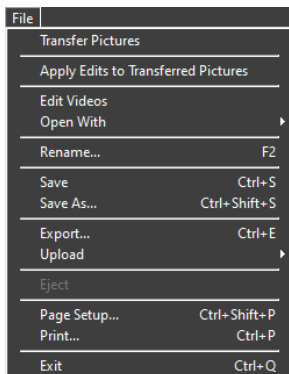 File
Transfer Pictures
Apply Edits to Transferred Pictures
Edit Videos
Open With
Rename... F2
Save Ctrl+S
Save As... Ctrl+Shift+S
Export... Ctrl+E
Upload
Eject
Page Setup... Ctrl+Shift+P
Print... Ctrl+P
Exit Ctrl+Q